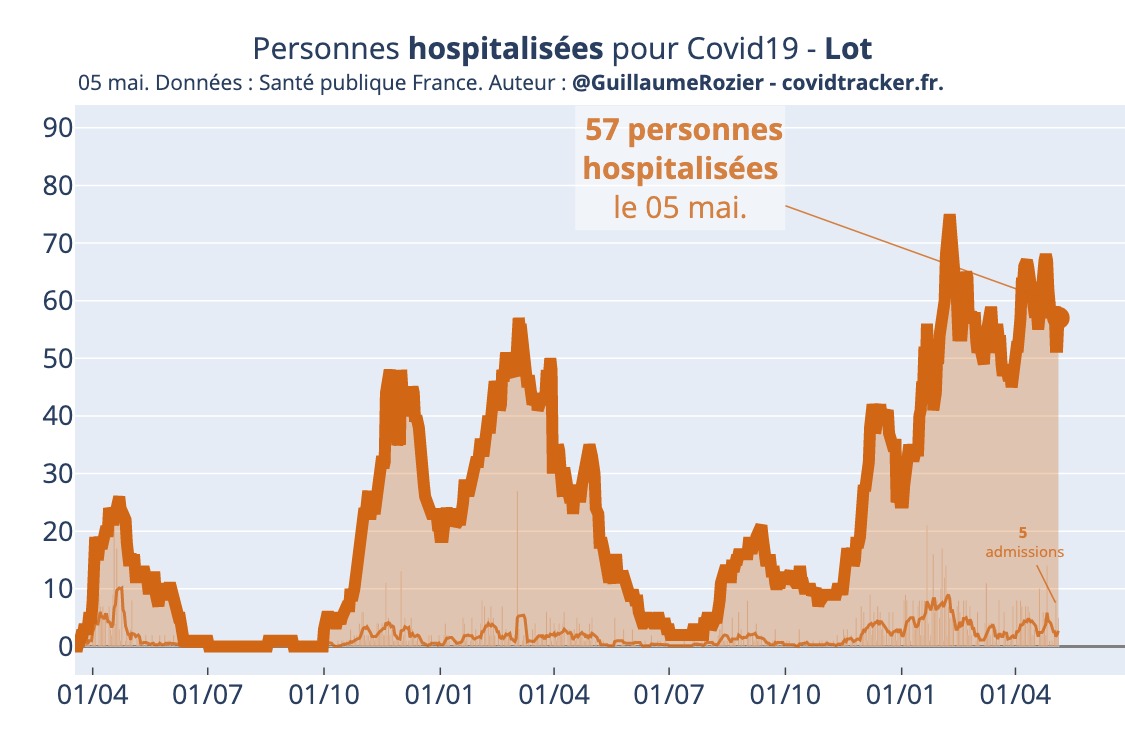 Personnes hospitalisées pour Covid19 - Lot
05 mai. Données : Santé publique France. Auteur : @GuillaumeRozier - covidtracker.fr.
57 personnes
hospitalisées
le 05 mai.
90
80
70
60
50
40
30
20
10
0
5
admissions
01/04 01/07 01/10 01/01 01/04 01/07 01/10 01/01 01/04